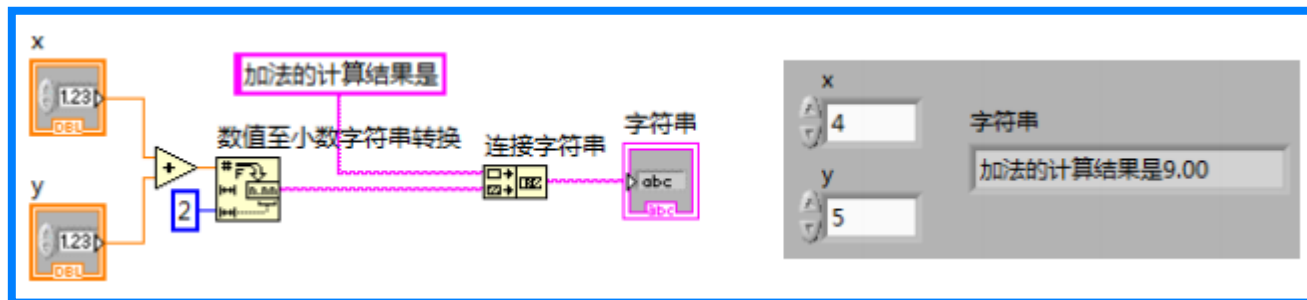 x
1.23
DBL
加法的计算结果是
数值至小数字符串转换
#
F
n.nn
+
2
连接字符串
字符串
abc
abc
y
1.23
DBL
x
4
y
5
字符串
加法的计算结果是9.00